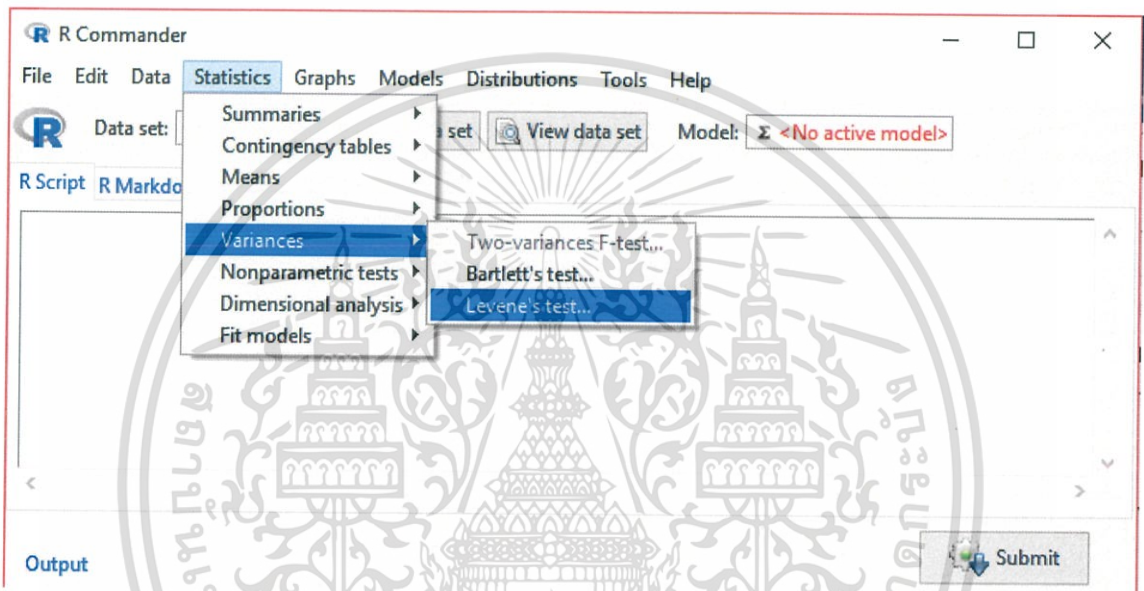 R Commander
File Edit Data Statistics Graphs Models Distributions Tools Help
Data set: set View data set Model: Σ <No active model>
R Script R Markdo
Summaries
Contingency tables
Means
Proportions
Variances
Nonparametric tests
Dimensional analysis
Fit models
Two-variances F-test...
Bartlett's test...
Levene's test...
Output
Submit